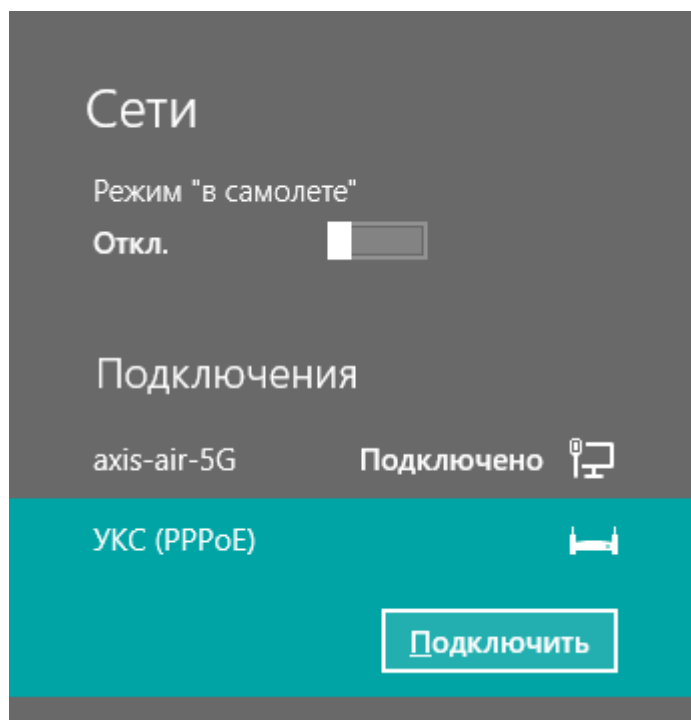 Сети
Режим "в самолете"
Откл.
Подключения
axis-air-5G Подключено
УКС (PPPoE)
Подключить